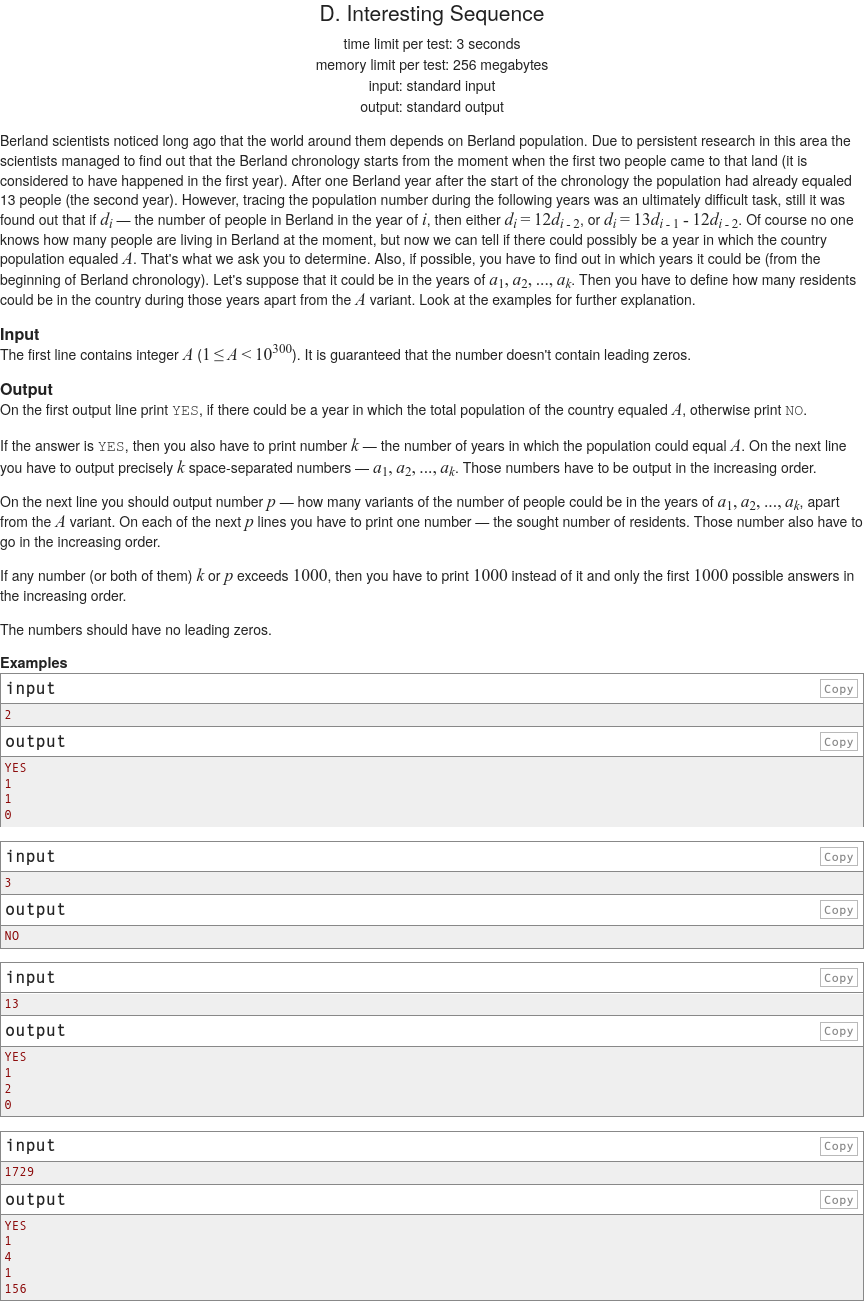 D. Interesting Sequence
time limit per test: 3 seconds
memory limit per test: 256 megabytes
input: standard input
output: standard output
Berland scientists noticed long ago that the world around them depends on Berland population. Due to persistent research in this area the
scientists managed to find out that the Berland chronology starts from the moment when the first two people came to that land (it is
considered to have happened in the first year). After one Berland year after the start of the chronology the population had already equaled
13 people (the second year). However, tracing the population number during the following years was an ultimately difficult task, still it was
found out that if d_i — the number of people in Berland in the year of i, then either d_i = 12d_{i - 2}, or d_i = 13d_{i - 1} - 12d_{i - 2}. Of course no one
knows how many people are living in Berland at the moment, but now we can tell if there could possibly be a year in which the country
population equaled A. That's what we ask you to determine. Also, if possible, you have to find out in which years it could be (from the
beginning of Berland chronology). Let's suppose that it could be in the years of a_1, a_2, ..., a_k. Then you have to define how many residents
could be in the country during those years apart from the A variant. Look at the examples for further explanation.
Input
The first line contains integer A (1 ≤ A < 10^{300}). It is guaranteed that the number doesn't contain leading zeros.
Output
On the first output line print YES, if there could be a year in which the total population of the country equaled A, otherwise print NO.
If the answer is YES, then you also have to print number k — the number of years in which the population could equal A. On the next line
you have to output precisely k space-separated numbers — a_1, a_2, ..., a_k. Those numbers have to be output in the increasing order.
On the next line you should output number p — how many variants of the number of people could be in the years of a_1, a_2, ..., a_k, apart
from the A variant. On each of the next p lines you have to print one number — the sought number of residents. Those number also have to
go in the increasing order.
If any number (or both of them) k or p exceeds 1000, then you have to print 1000 instead of it and only the first 1000 possible answers in
the increasing order.
The numbers should have no leading zeros.
Examples
input
Copy
2
output
Copy
YES
1
1
0
input
Copy
3
output
Copy
NO
input
Copy
13
output
Copy
YES
1
2
0
input
Copy
1729
output
Copy
YES
1
4
1
156